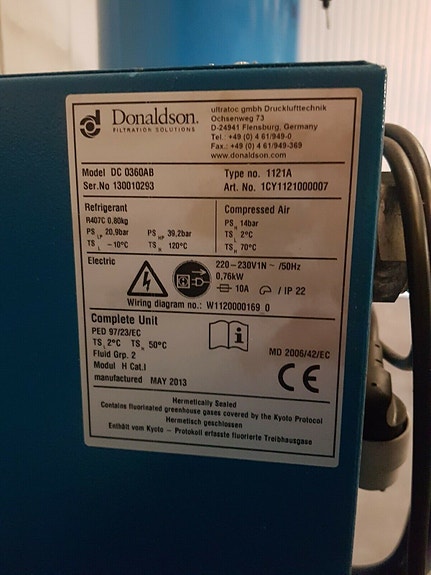 Donaldson.
FILTRATION SOLUTIONS
ultratoc gmbh Drucklufttechnik
Ochsenweg 73
D-24941 Flensburg, Germany
Tel.: +49 (0) 4 61/949-0
Fax.: +49 (0) 4 61/949-369
www.donaldson.com
Model DC 0360AB
Type no. 1121A
Ser.No 130010293
Art. No. 1CY1121000007
Refrigerant
R407C 0,80kg
PS LP 20,9bar PS HP 39,2bar
TS L -10°C TS H 120°C
Compressed Air
PS H 14bar
TS L 2°C
TS H 70°C
Electric
220-230V1N ~ /50Hz
0,76kW
10A / IP 22
Wiring diagram no.: W1120000169_0
Complete Unit
PED 97/23/EC
TS L 2°C TS H 50°C
Fluid Grp. 2
Modul H Cat.I
manufactured MAY 2013
MD 2006/42/EC
CE
Hermetically Sealed
Contains fluorinated greenhouse gases covered by the Kyoto Protocol
Hermetisch geschlossen
Enthält vom Kyoto - Protokoll erfasste fluorierte Treibhausgase